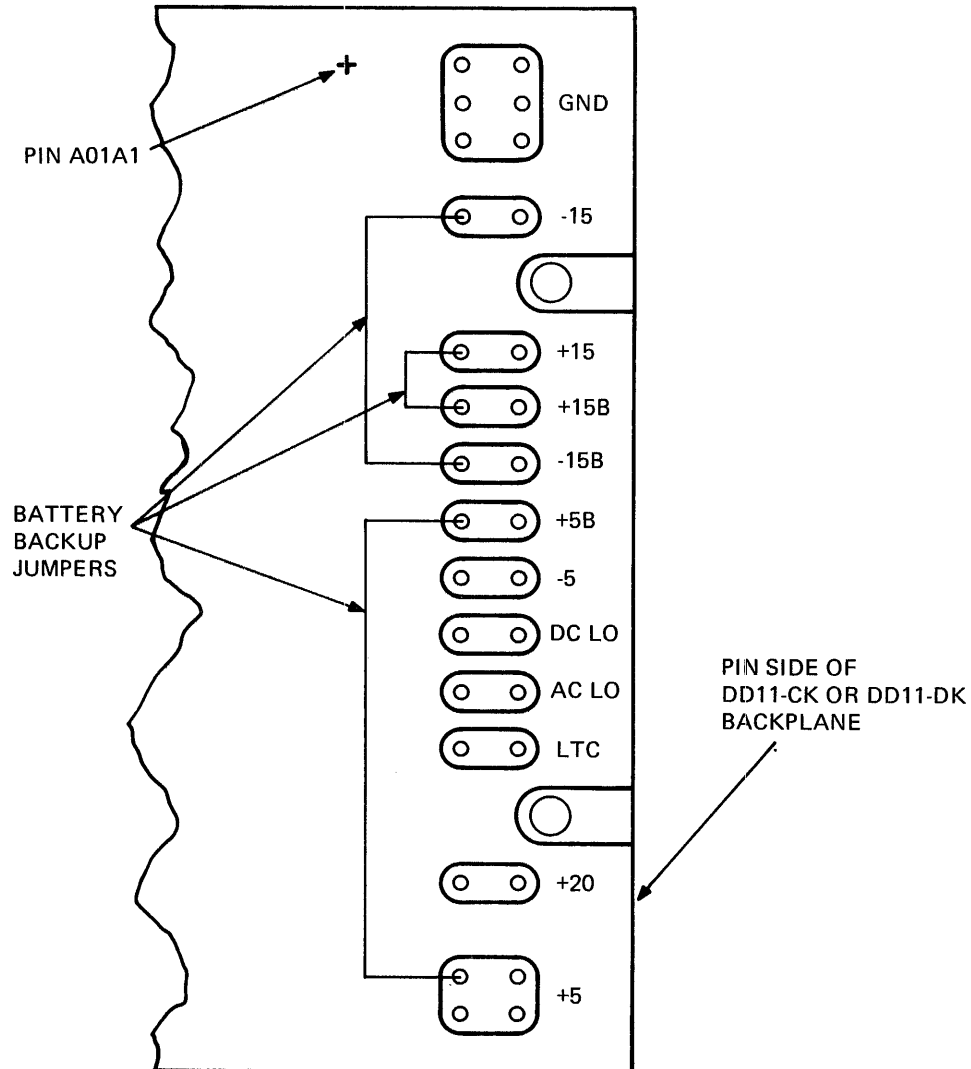 GND
PIN A01A1
-15
+15
+15B
-15B
+5B
BATTERY
BACKUP
JUMPERS
-5
DC LO
AC LO
PIN SIDE OF
DD11-CK OR DD11-DK
BACKPLANE
LTC
+20
+5